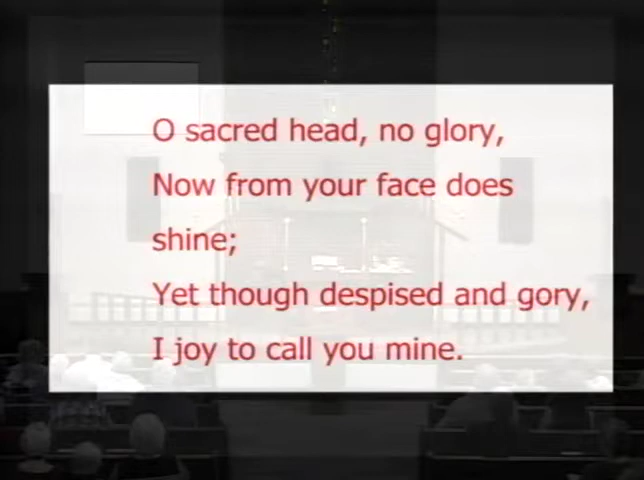 O sacred head, no glory,
Now from your face does
shine;
Yet though despised and gory,
I joy to call you mine.